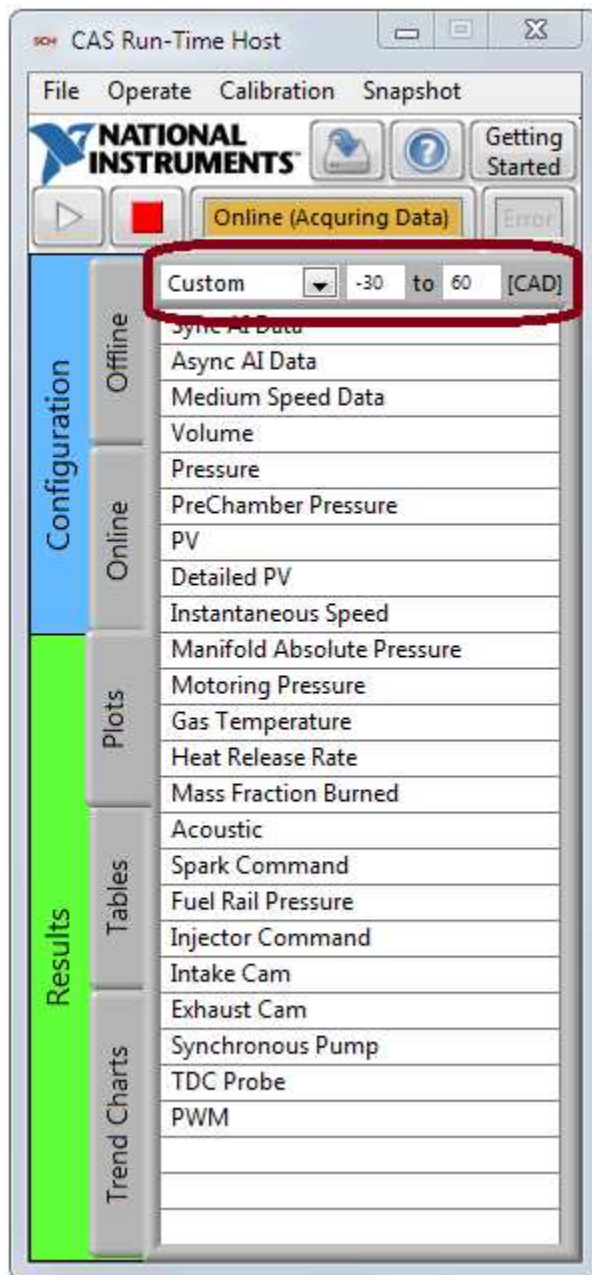 CAS Run-Time Host
File Operate Calibration Snapshot
NATIONAL
INSTRUMENTS
Getting
Started
Online (Acquring Data)
Error
Custom -30 to 60 [CAD]
Configuration
Results
Offline
Online
Plots
Tables
Trend Charts
Sync AI Data
Async AI Data
Medium Speed Data
Volume
Pressure
PreChamber Pressure
PV
Detailed PV
Instantaneous Speed
Manifold Absolute Pressure
Motoring Pressure
Gas Temperature
Heat Release Rate
Mass Fraction Burned
Acoustic
Spark Command
Fuel Rail Pressure
Injector Command
Intake Cam
Exhaust Cam
Synchronous Pump
TDC Probe
PWM